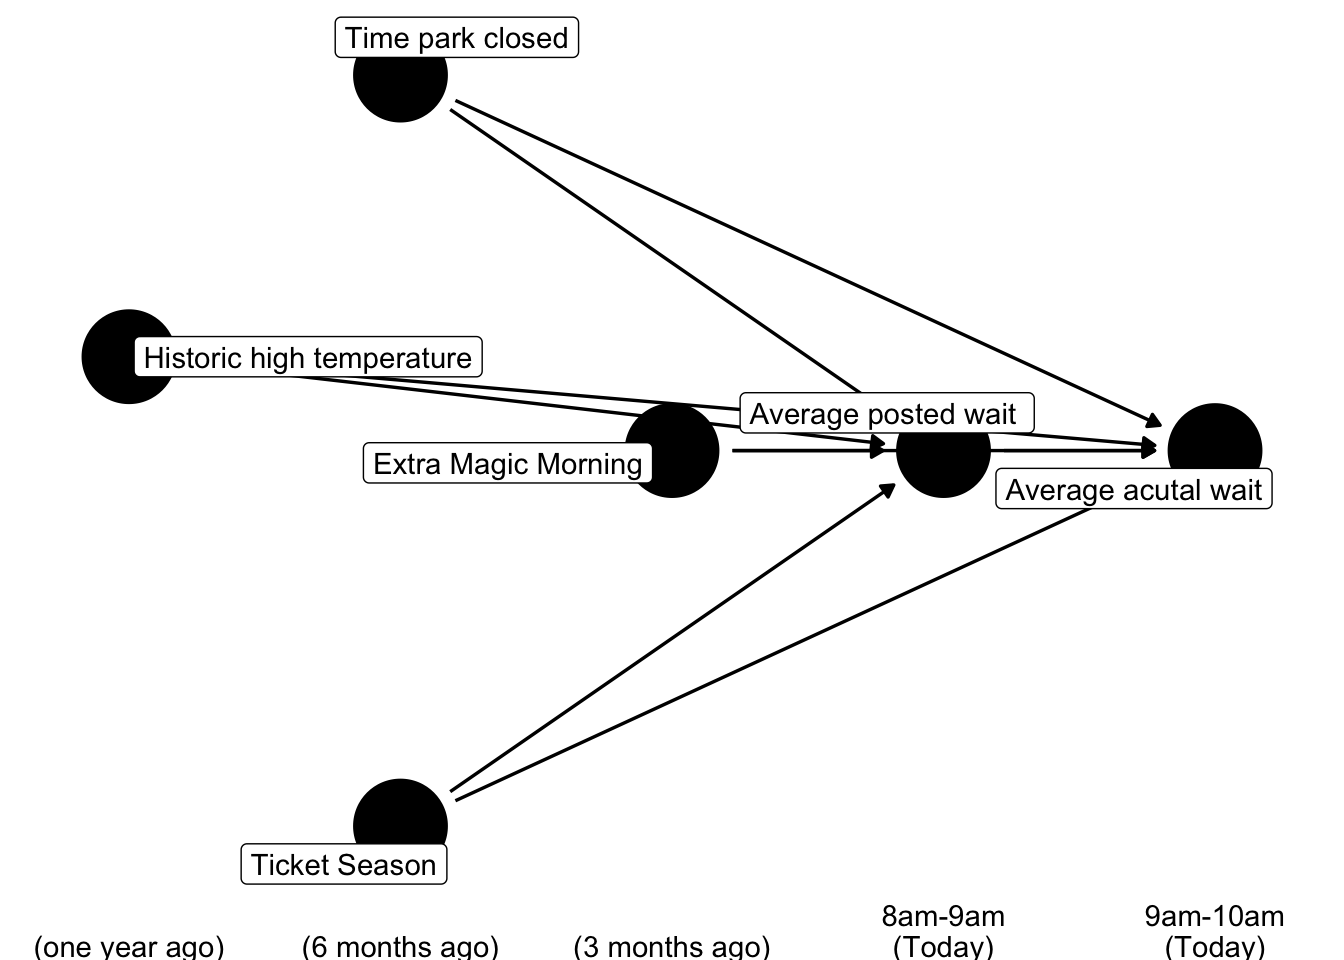 Time park closed
Historic high temperature
Average posted wait
Extra Magic Morning
Average acutal wait
Ticket Season
(one year ago)
(6 months ago)
(3 months ago)
8am-9am
(Today)
9am-10am
(Today)